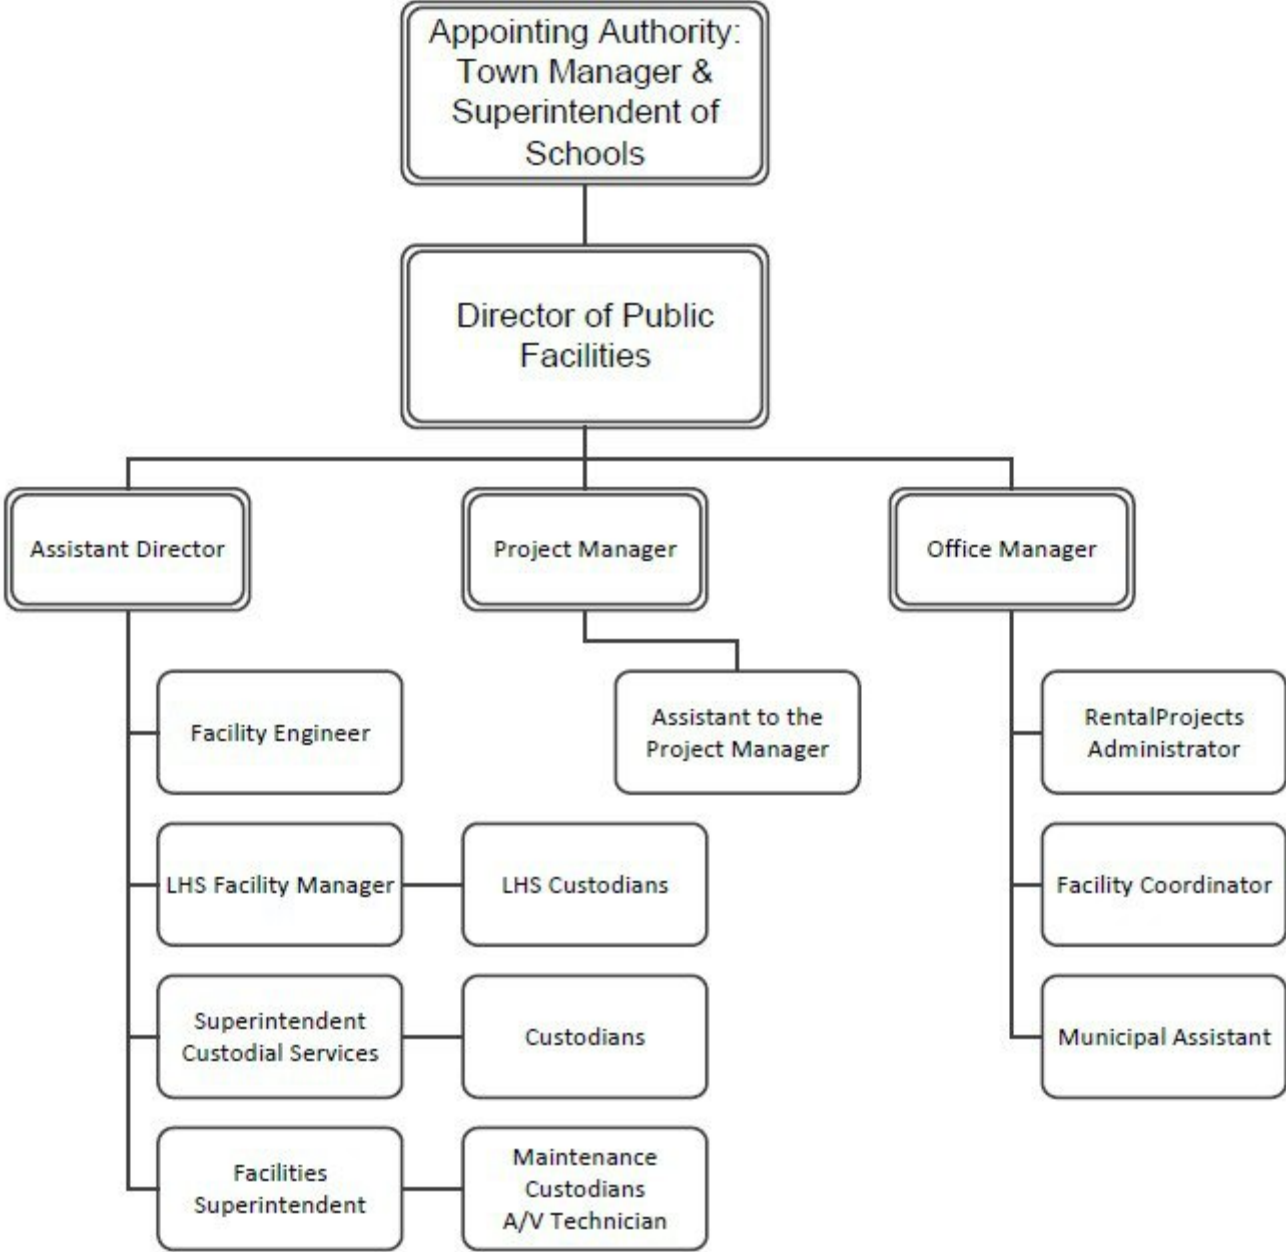 Appointing Authority:
Town Manager &
Superintendent of
Schools
Director of Public
Facilities
Assistant Director
Project Manager
Office Manager
Facility Engineer
Assistant to the
Project Manager
RentalProjects
Administrator
LHS Facility Manager
LHS Custodians
Facility Coordinator
Superintendent
Custodial Services
Custodians
Municipal Assistant
Facilities
Superintendent
Maintenance
Custodians
A/V Technician